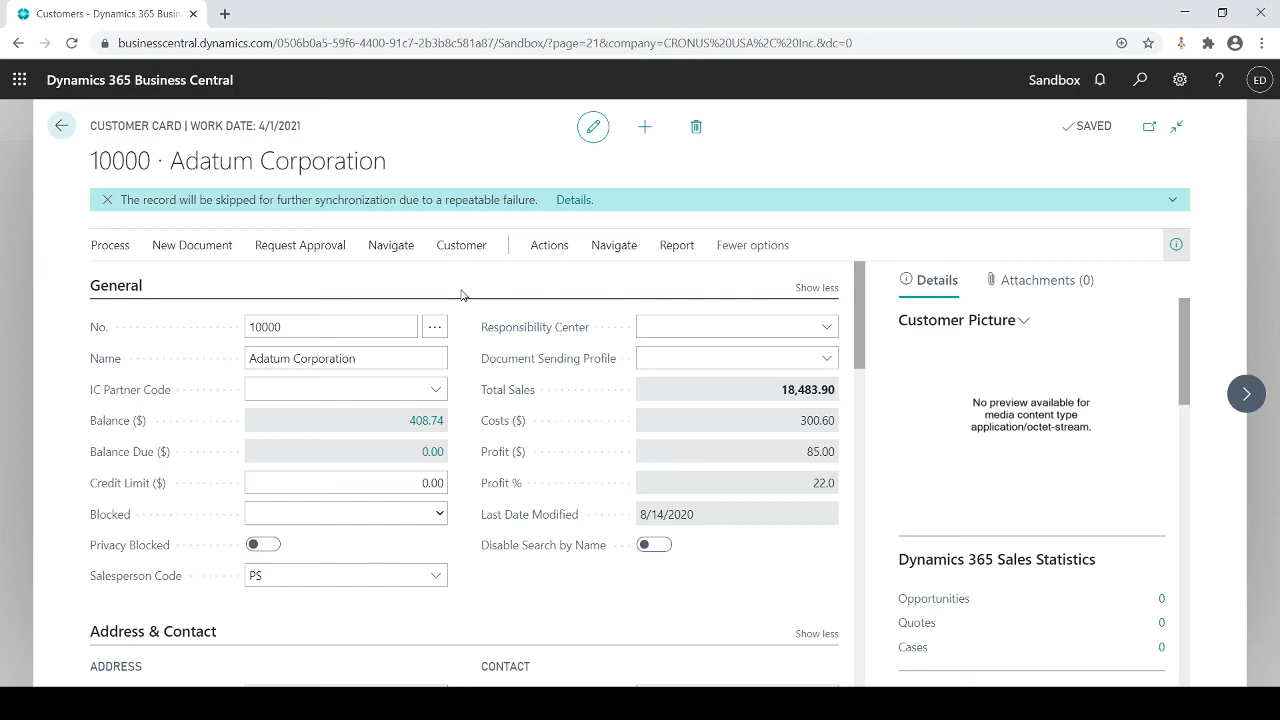 Customers - Dynamics 365 Busin
businesscentral.dynamics.com/0506b0a5-59f6-4400-91c7-2b3b8c581a87/Sandbox/?page=21&company=CRONUS%20USA%2C%20Inc.&dc=0
Dynamics 365 Business Central
Sandbox
ED
CUSTOMER CARD | WORK DATE: 4/1/2021
SAVED
10000 · Adatum Corporation
The record will be skipped for further synchronization due to a repeatable failure. Details.
Process New Document Request Approval Navigate Customer Actions Navigate Report Fewer options
General
Show less
No. 10000
Name Adatum Corporation
IC Partner Code
Balance ($) 408.74
Balance Due ($) 0.00
Credit Limit ($) 0.00
Blocked
Privacy Blocked
Salesperson Code PS
Responsibility Center
Document Sending Profile
Total Sales 18,483.90
Costs ($) 300.60
Profit ($) 85.00
Profit % 22.0
Last Date Modified 8/14/2020
Disable Search by Name
Address & Contact
Show less
ADDRESS
CONTACT
Details Attachments (0)
Customer Picture
No preview available for
media content type
application/octet-stream.
Dynamics 365 Sales Statistics
Opportunities 0
Quotes 0
Cases 0